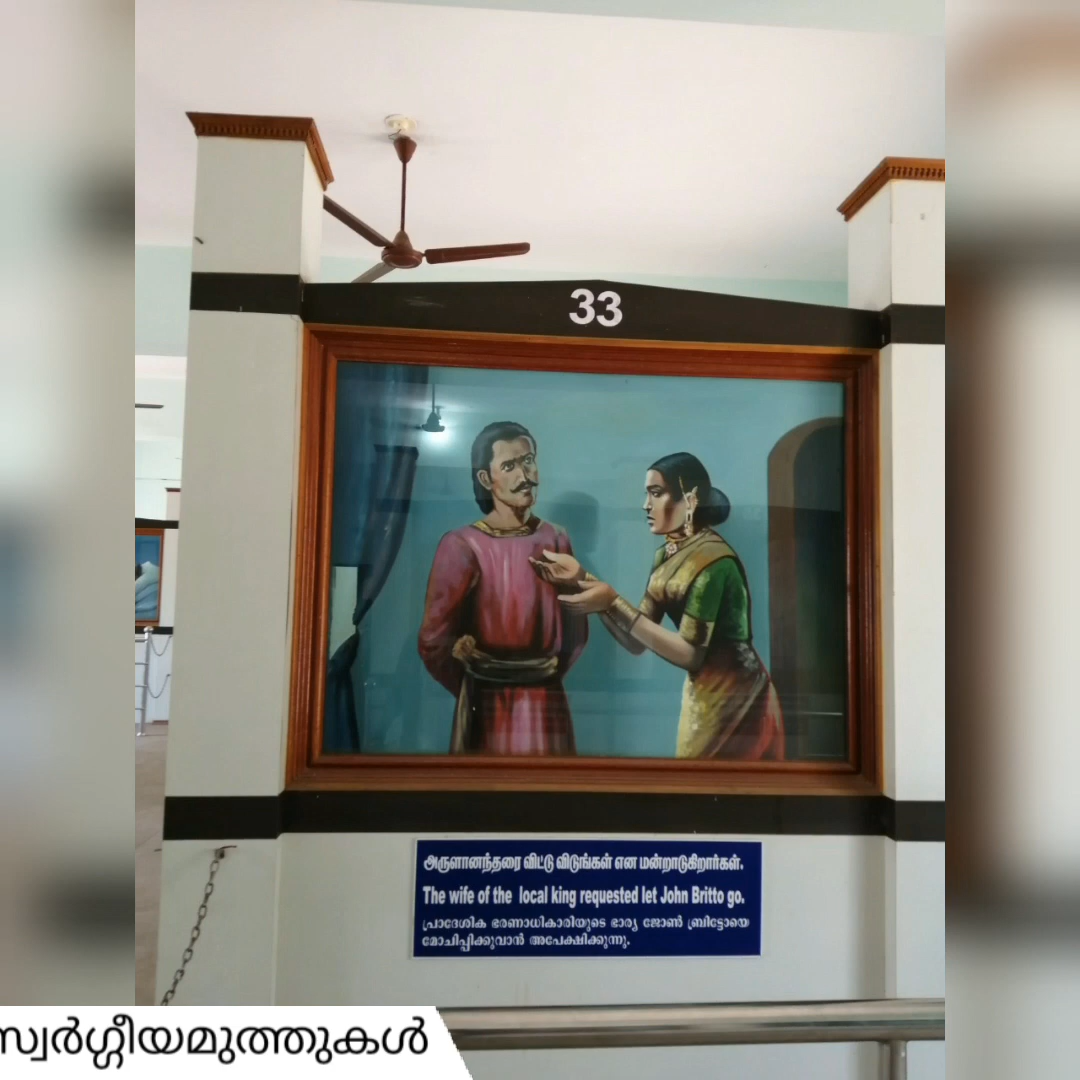 33
அருளானந்தரை விட்டு விடுங்கள் என மன்றாடுகிறார்கள்.
The wife of the local king requested let John Britto go.
പ്രാദേശിക ഭരണാധികാരിയുടെ ഭാര്യ ജോൺ ബ്രിട്ടോയെ
മോചിപ്പിക്കുവാൻ അപേക്ഷിക്കുന്നു.
സ്വർഗ്ഗീയമുത്തുകൾ